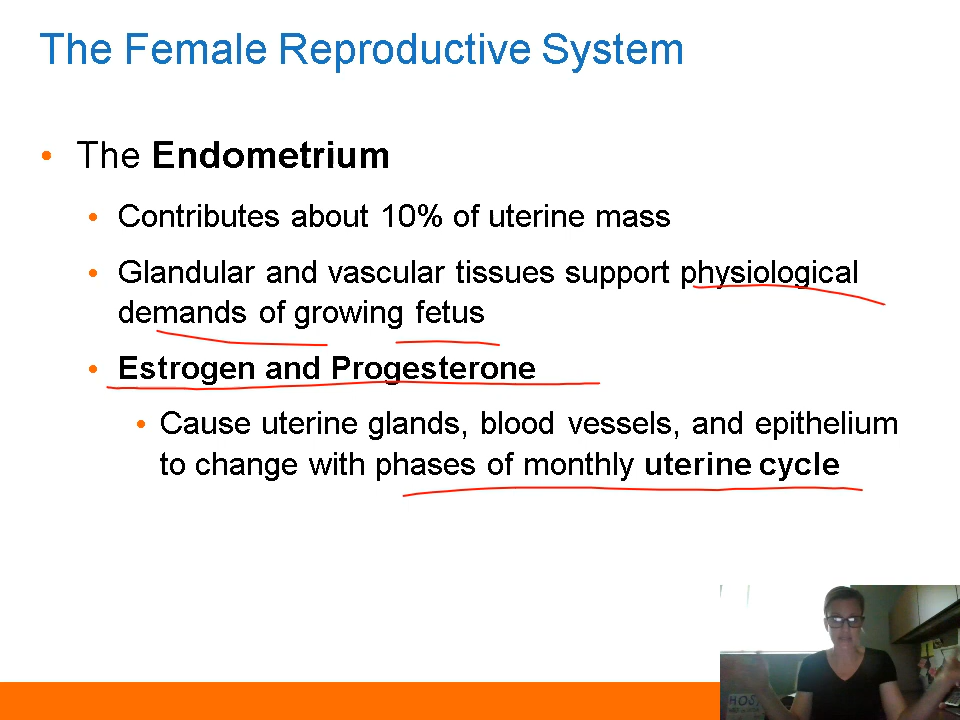 The Female Reproductive System
• The Endometrium
• Contributes about 10% of uterine mass
• Glandular and vascular tissues support physiological
demands of growing fetus
• Estrogen and Progesterone
• Cause uterine glands, blood vessels, and epithelium
to change with phases of monthly uterine cycle